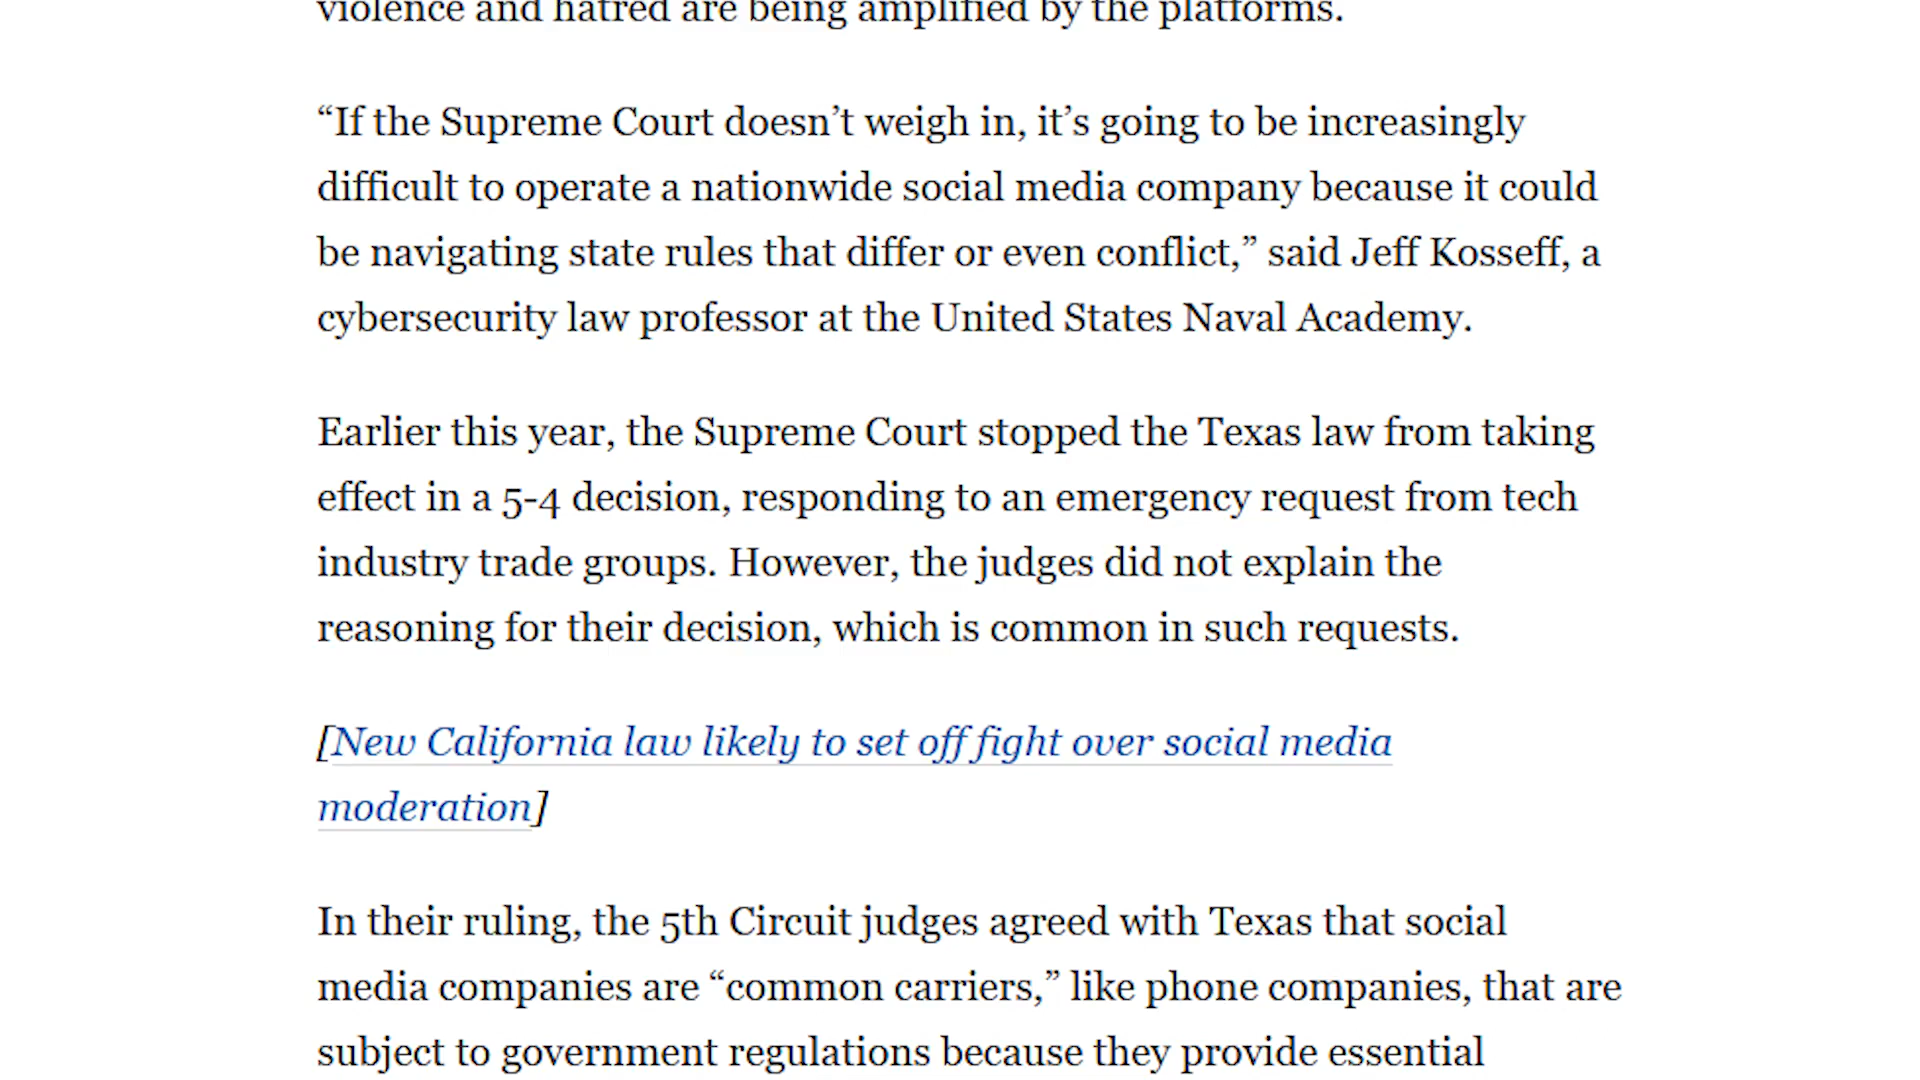 violence and hatred are being amplified by the platforms.
“If the Supreme Court doesn’t weigh in, it’s going to be increasingly
difficult to operate a nationwide social media company because it could
be navigating state rules that differ or even conflict,” said Jeff Kosseff, a
cybersecurity law professor at the United States Naval Academy.
Earlier this year, the Supreme Court stopped the Texas law from taking
effect in a 5-4 decision, responding to an emergency request from tech
industry trade groups. However, the judges did not explain the
reasoning for their decision, which is common in such requests.
[New California law likely to set off fight over social media
moderation]
In their ruling, the 5th Circuit judges agreed with Texas that social
media companies are “common carriers,” like phone companies, that are
subject to government regulations because they provide essential